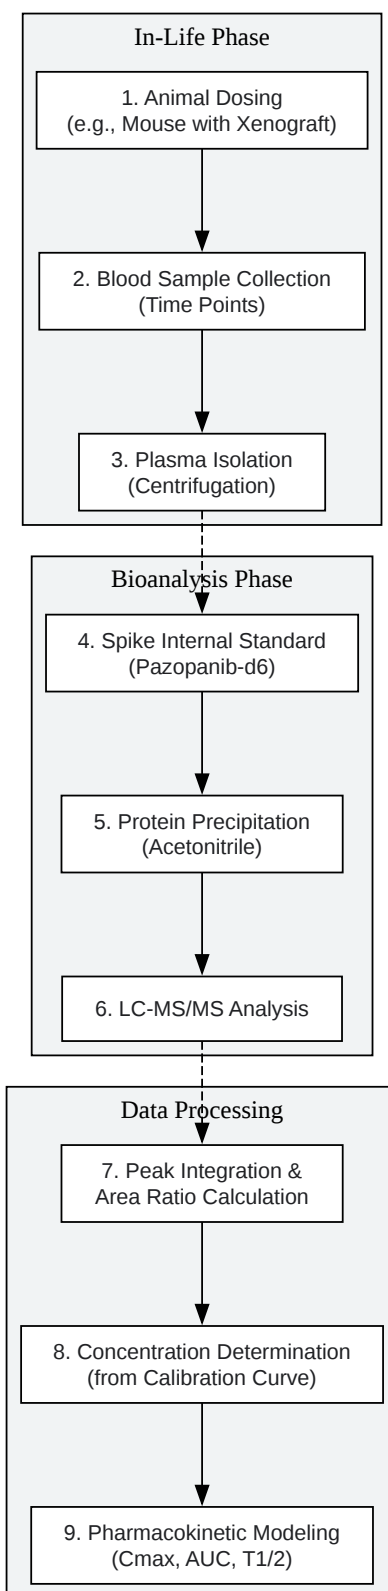 In-Life Phase
1. Animal Dosing
(e.g., Mouse with Xenograft)
2. Blood Sample Collection
(Time Points)
3. Plasma Isolation
(Centrifugation)
Bioanalysis Phase
4. Spike Internal Standard
(Pazopanib-d6)
5. Protein Precipitation
(Acetonitrile)
6. LC-MS/MS Analysis
Data Processing
7. Peak Integration &
Area Ratio Calculation
8. Concentration Determination
(from Calibration Curve)
9. Pharmacokinetic Modeling
(Cmax, AUC, T1/2)